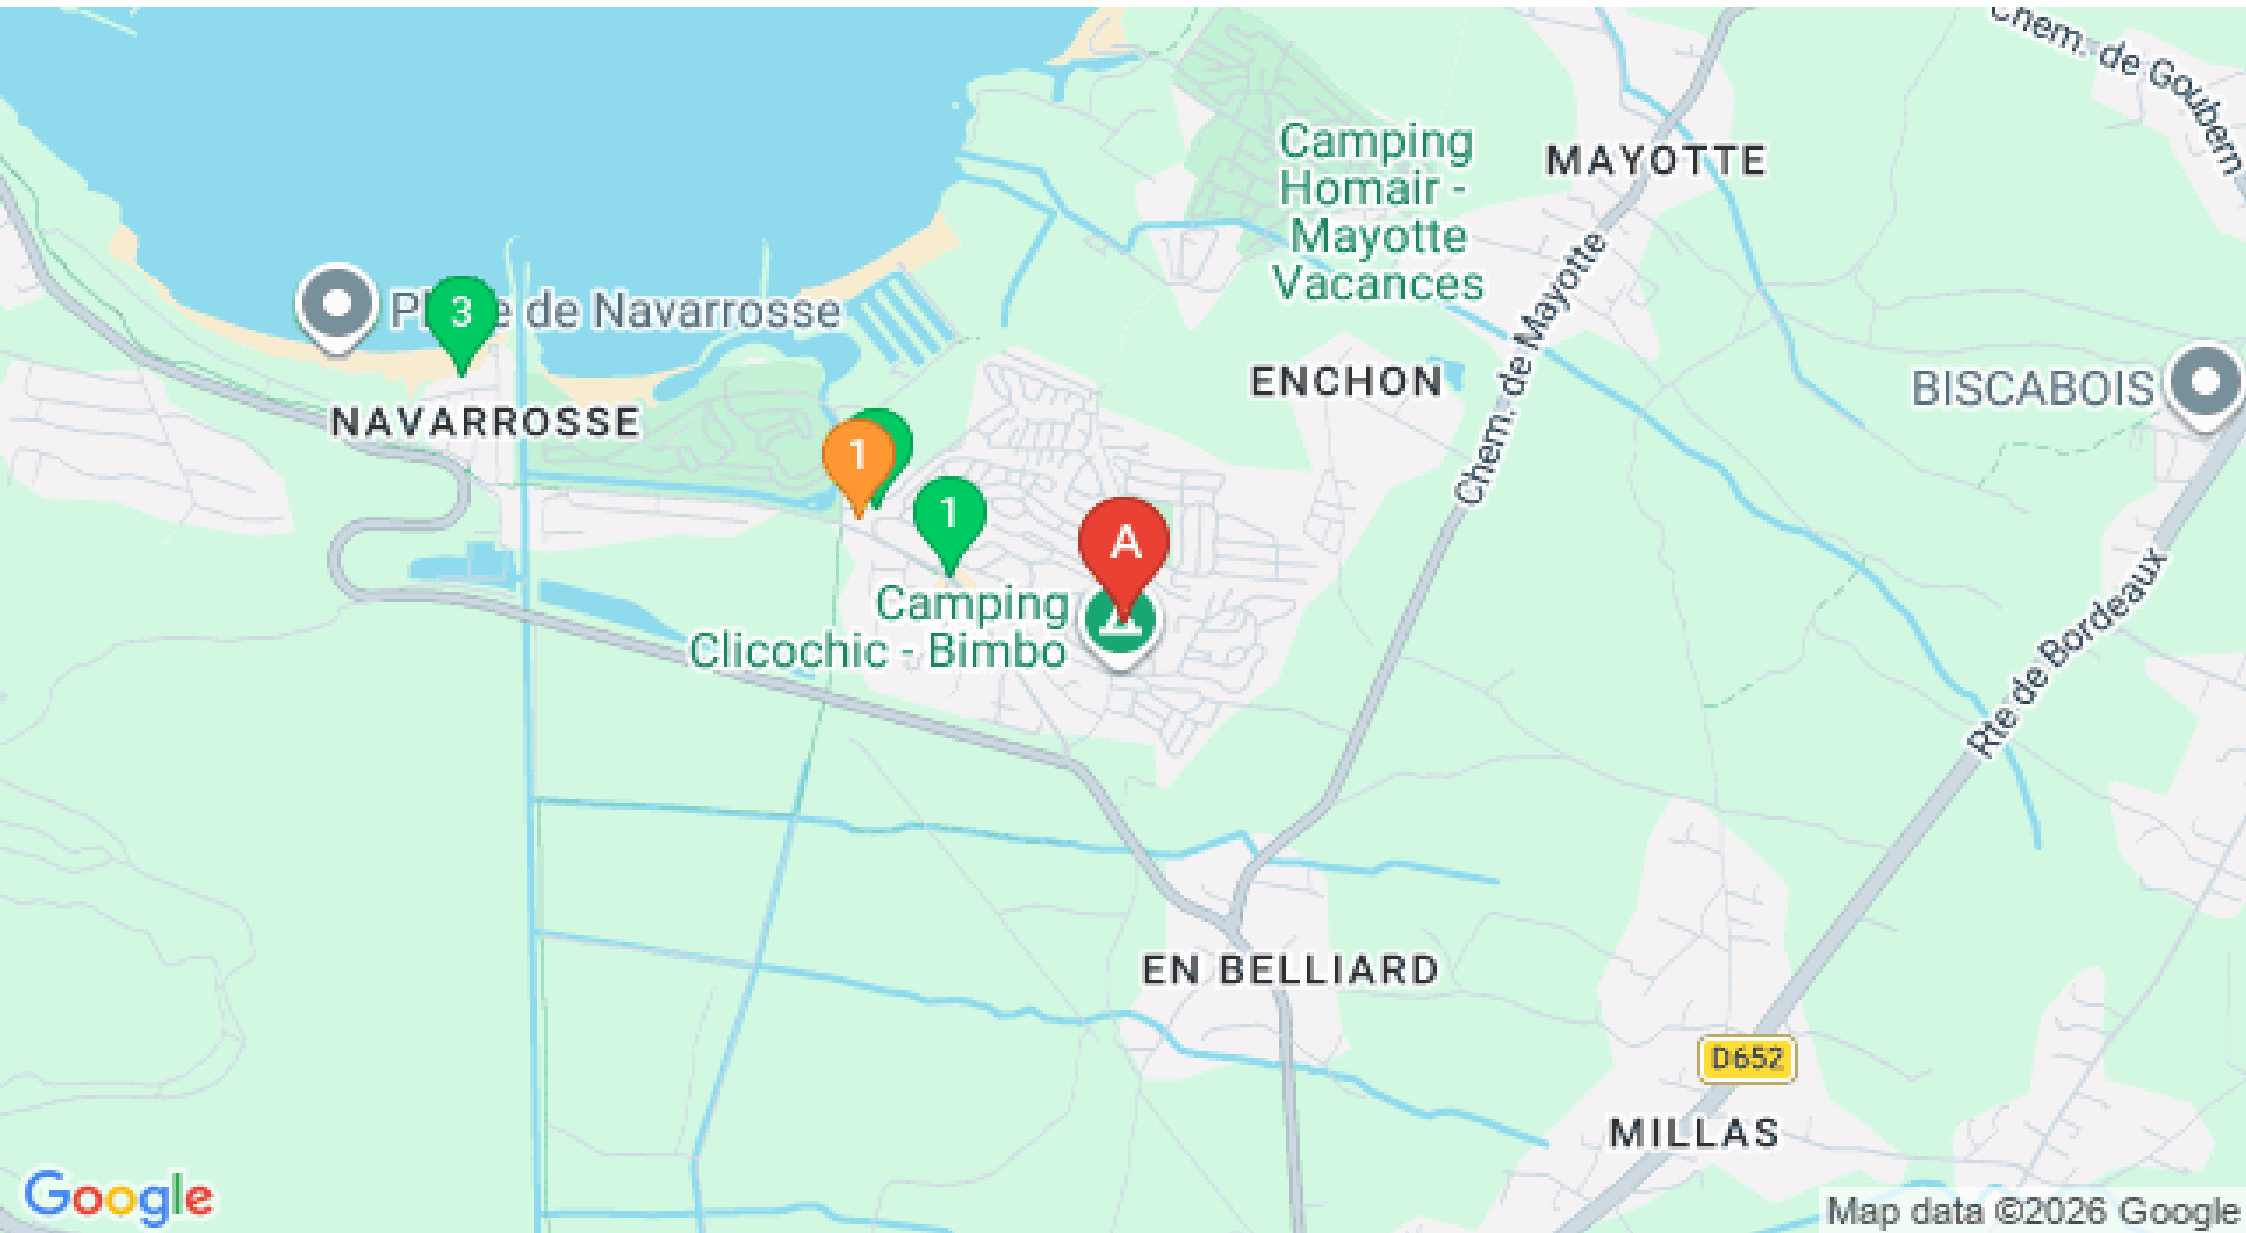 Chem. de Goubern
Camping
Homair -
Mayotte
Vacances
MAYOTTE
Chem. de Mayotte
3
de Navarrosse
NAVARROSSE
ENCHON
BISCABOIS
1
1
A
Camping
Clicochic - Bimbo
Rte de Bordeaux
EN BELLIARD
D652
MILLAS
Google
Map data ©2026 Google